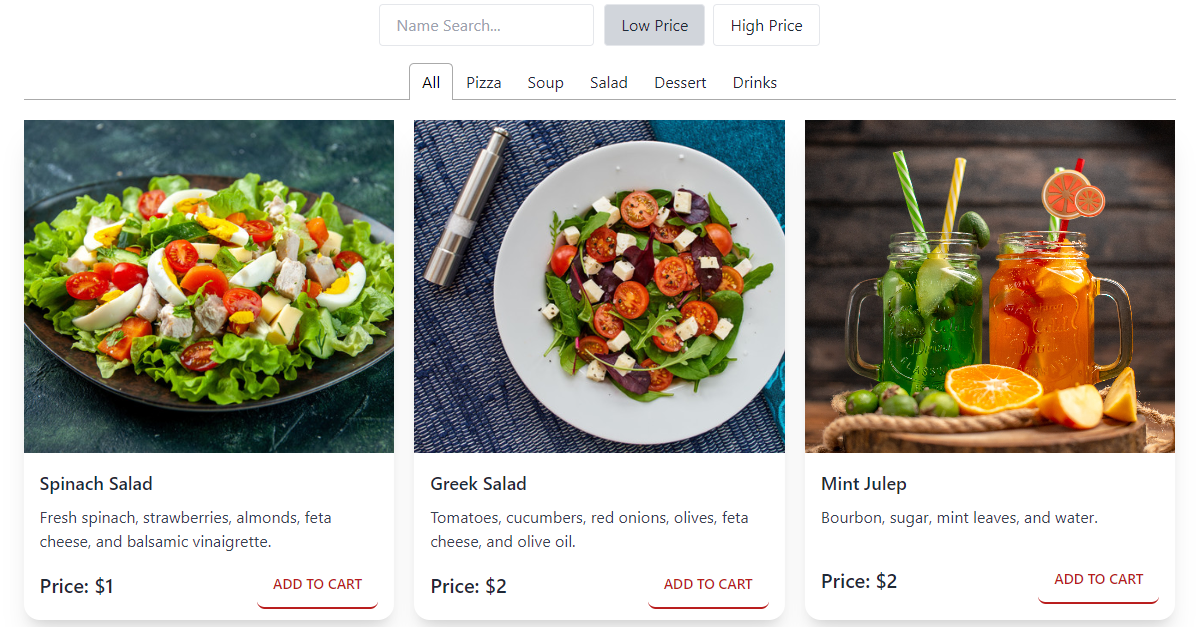 Name Search...
Low Price
High Price
All
Pizza
Soup
Salad
Dessert
Drinks
Spinach Salad
Fresh spinach, strawberries, almonds, feta
cheese, and balsamic vinaigrette.
Price: $1
ADD TO CART
Greek Salad
Tomatoes, cucumbers, red onions, olives, feta
cheese, and olive oil.
Price: $2
ADD TO CART
Mint Julep
Bourbon, sugar, mint leaves, and water.
Price: $2
ADD TO CART